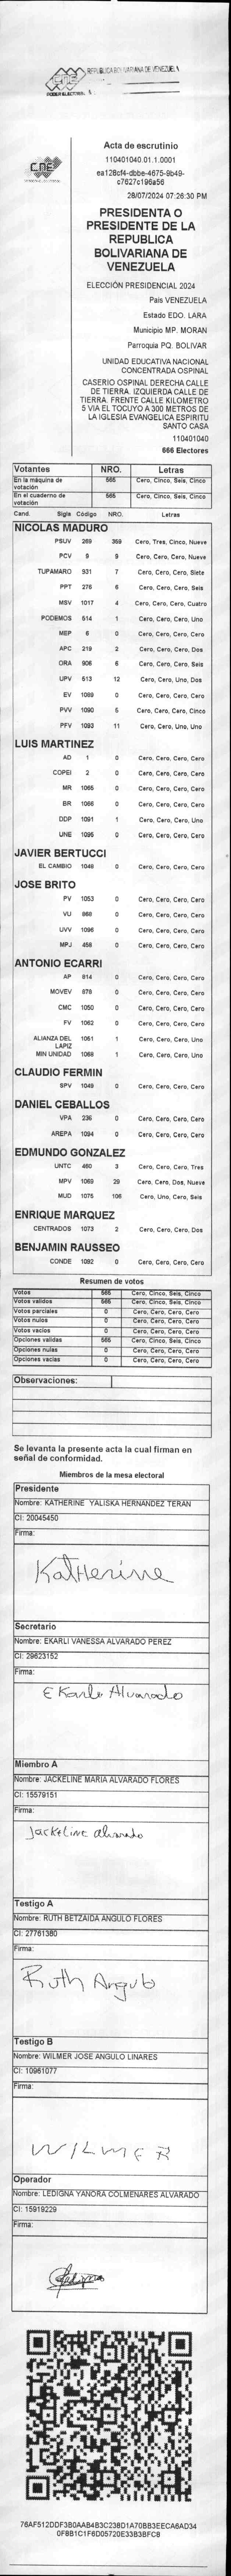 CNE
PODER ELECTORAL
REPUBLICA BOLIVARIANA DE VENEZUELA
CNE
Acta de escrutinio
110401040.01.1.0001
ea128cf4-dbbe-4675-9b49-
c7627c196a56
28/07/2024 07:26:30 PM
PRESIDENTA O
PRESIDENTE DE LA
REPUBLICA
BOLIVARIANA DE
VENEZUELA
ELECCIÓN PRESIDENCIAL 2024
Pais VENEZUELA
Estado EDO. LARA
Municipio MP. MORAN
Parroquia PQ. BOLIVAR
UNIDAD EDUCATIVA NACIONAL
CONCENTRADA OSPINAL
CASERIO OSPINAL DERECHA CALLE
DE TIERRA. IZQUIERDA CALLE DE
TIERRA. FRENTE CALLE KILOMETRO
5 VIA EL TOCUYO A 300 METROS DE
LA IGLESIA EVANGELICA ESPIRITU
SANTO CASA
110401040
666 Electores
Votantes NRO. Letras
En la máquina de votación 565 Cero, Cinco, Seis, Cinco
En el cuaderno de votación 565 Cero, Cinco, Seis, Cinco
Cand. Sigla Código NRO. Letras
NICOLAS MADURO
PSUV 269 359 Cero, Tres, Cinco, Nueve
PCV 9 9 Cero, Cero, Cero, Nueve
TUPAMARO 931 7 Cero, Cero, Cero, Siete
PPT 276 6 Cero, Cero, Cero, Seis
MSV 1017 4 Cero, Cero, Cero, Cuatro
PODEMOS 514 1 Cero, Cero, Cero, Uno
MEP 6 0 Cero, Cero, Cero, Cero
APC 219 2 Cero, Cero, Cero, Dos
ORA 906 6 Cero, Cero, Cero, Seis
UPV 513 12 Cero, Cero, Uno, Dos
EV 1089 0 Cero, Cero, Cero, Cero
PVV 1090 5 Cero, Cero, Cero, Cinco
PFV 1093 11 Cero, Cero, Uno, Uno
LUIS MARTINEZ
AD 1 0 Cero, Cero, Cero, Cero
COPEI 2 0 Cero, Cero, Cero, Cero
MR 1065 0 Cero, Cero, Cero, Cero
BR 1086 0 Cero, Cero, Cero, Cero
DDP 1091 1 Cero, Cero, Cero, Uno
UNE 1095 0 Cero, Cero, Cero, Cero
JAVIER BERTUCCI
EL CAMBIO 1048 0 Cero, Cero, Cero, Cero
JOSE BRITO
PV 1053 0 Cero, Cero, Cero, Cero
VU 868 0 Cero, Cero, Cero, Cero
UVV 1096 0 Cero, Cero, Cero, Cero
MPJ 458 0 Cero, Cero, Cero, Cero
ANTONIO ECARRI
AP 814 0 Cero, Cero, Cero, Cero
MOVEV 878 0 Cero, Cero, Cero, Cero
CMC 1050 0 Cero, Cero, Cero, Cero
FV 1062 0 Cero, Cero, Cero, Cero
ALIANZA DEL LAPIZ 1061 1 Cero, Cero, Cero, Uno
MIN UNIDAD 1068 1 Cero, Cero, Cero, Uno
CLAUDIO FERMIN
SPV 1049 0 Cero, Cero, Cero, Cero
DANIEL CEBALLOS
VPA 236 0 Cero, Cero, Cero, Cero
AREPA 1094 0 Cero, Cero, Cero, Cero
EDMUNDO GONZALEZ
UNTC 460 3 Cero, Cero, Cero, Tres
MPV 1069 29 Cero, Cero, Dos, Nueve
MUD 1075 106 Cero, Uno, Cero, Seis
ENRIQUE MARQUEZ
CENTRADOS 1073 2 Cero, Cero, Cero, Dos
BENJAMIN RAUSSEO
CONDE 1082 0 Cero, Cero, Cero, Cero
Resumen de votos
Votos 565 Cero, Cinco, Seis, Cinco
Votos validos 565 Cero, Cinco, Seis, Cinco
Votos parciales 0 Cero, Cero, Cero, Cero
Votos nulos 0 Cero, Cero, Cero, Cero
Votos vacios 0 Cero, Cero, Cero, Cero
Opciones validas 565 Cero, Cinco, Seis, Cinco
Opciones nulas 0 Cero, Cero, Cero, Cero
Opciones vacias 0 Cero, Cero, Cero, Cero
Observaciones:
Se levanta la presente acta la cual firman en
señal de conformidad.
Miembros de la mesa electoral
Presidente
Nombre: KATHERINE YALISKA HERNANDEZ TERAN
CI: 20045450
Firma:
Katherine
Secretario
Nombre: EKARLI VANESSA ALVARADO PEREZ
CI: 29623152
Firma:
EKarli Alvarado
Miembro A
Nombre: JACKELINE MARIA ALVARADO FLORES
CI: 15579151
Firma:
Jackeline alvarado
Testigo A
Nombre: RUTH BETZAIDA ANGULO FLORES
CI: 27761380
Firma:
Ruth Angulo
Testigo B
Nombre: WILMER JOSE ANGULO LINARES
CI: 10961077
Firma:
WILMER
Operador
Nombre: LEDIGNA YANORA COLMENARES ALVARADO
CI: 15919229
Firma:
76AF512DDF3B0AAB4B3C238D1A70BB3EECA6AD34
0F8B1C1F6D05720E33B3BFC8